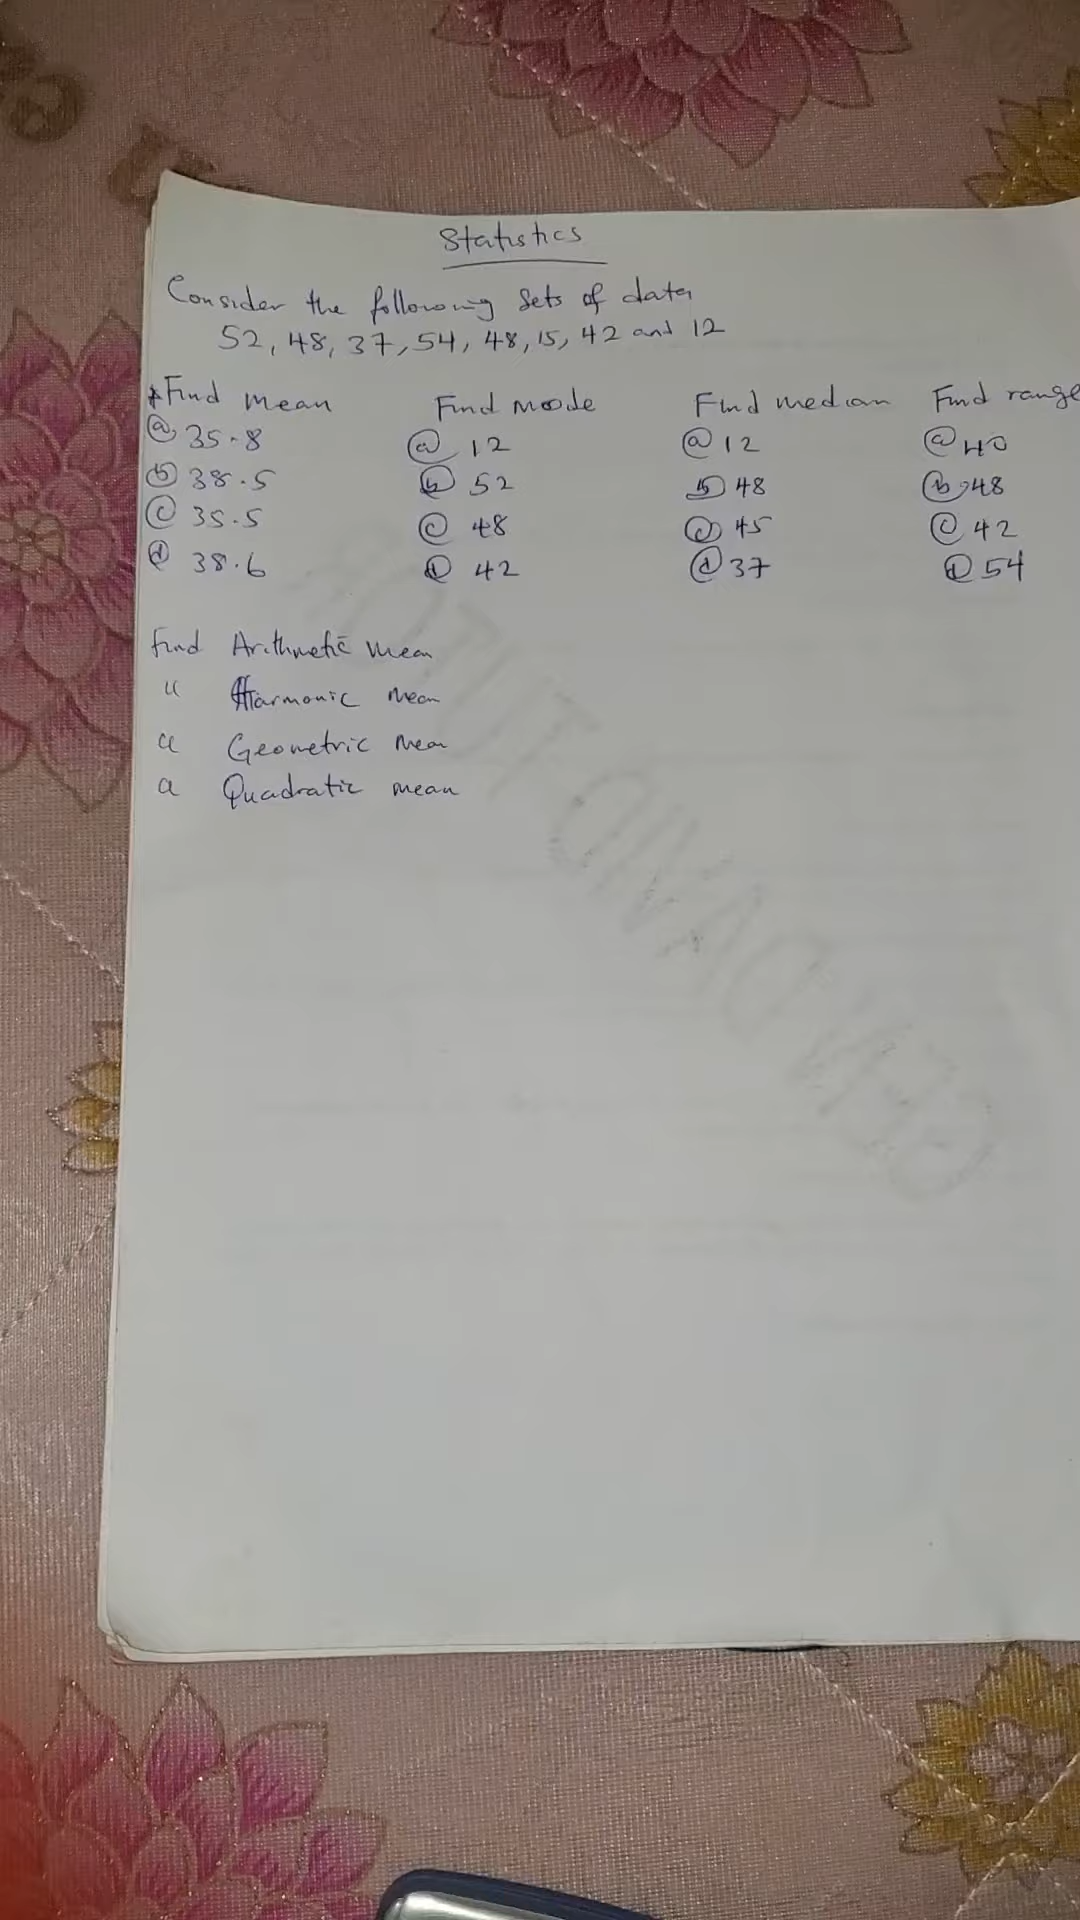 Statistics
Consider the following Sets of data
52, 48, 37, 54, 48, 15, 42 and 12
Find mean Find mode Find median Find range
(a) 35.8 (a) 12 (a) 12 (a) 40
(b) 38.5 (b) 52 (b) 48 (b) 48
(c) 35.5 (c) 48 (c) 45 (c) 42
(d) 38.6 (d) 42 (d) 37 (d) 54
Find Arithmetic mean
" Harmonic mean
" Geometric mean
" Quadratic mean